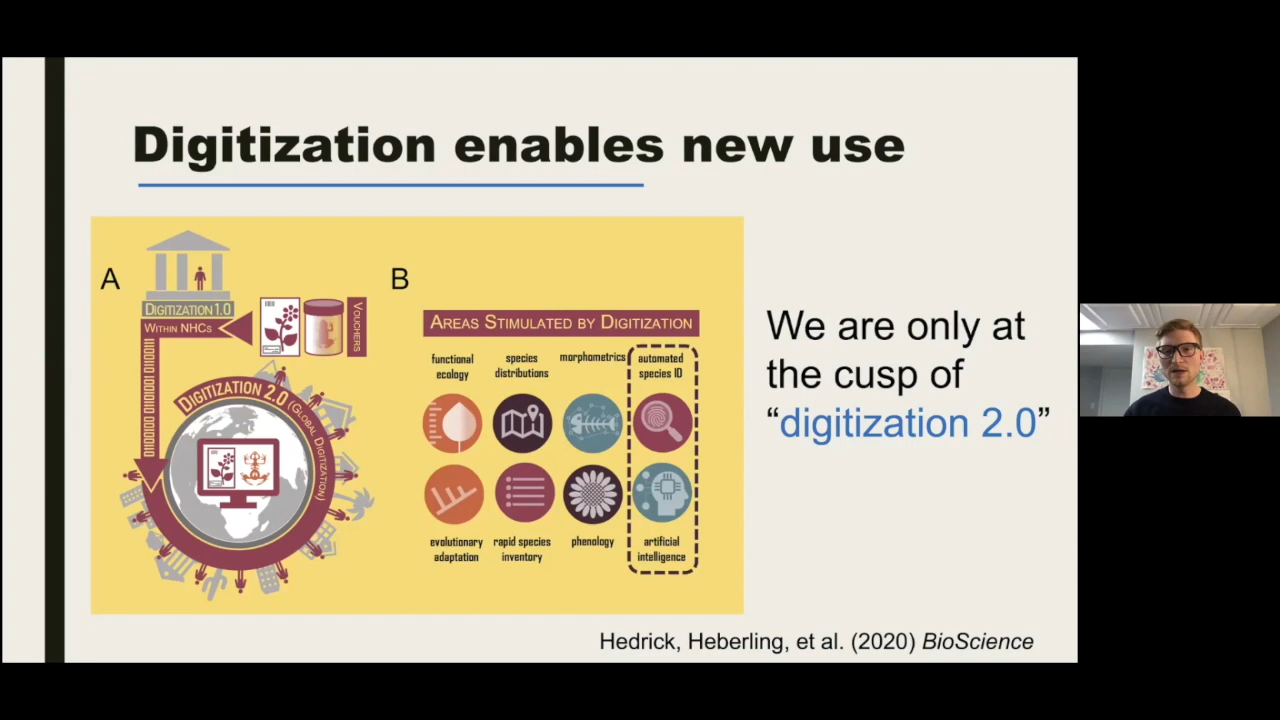 Digitization enables new use
A
DIGITIZATION 1.0
WITHIN NHCS
VOUCHERS
DIGITIZATION 2.0 (GLOBAL DIGITIZATION)
B
AREAS STIMULATED BY DIGITIZATION
functional
ecology
species
distributions
morphometrics
automated
species ID
evolutionary
adaptation
rapid species
inventory
phenology
artificial
intelligence
We are only at
the cusp of
“digitization 2.0”
Hedrick, Heberling, et al. (2020) BioScience